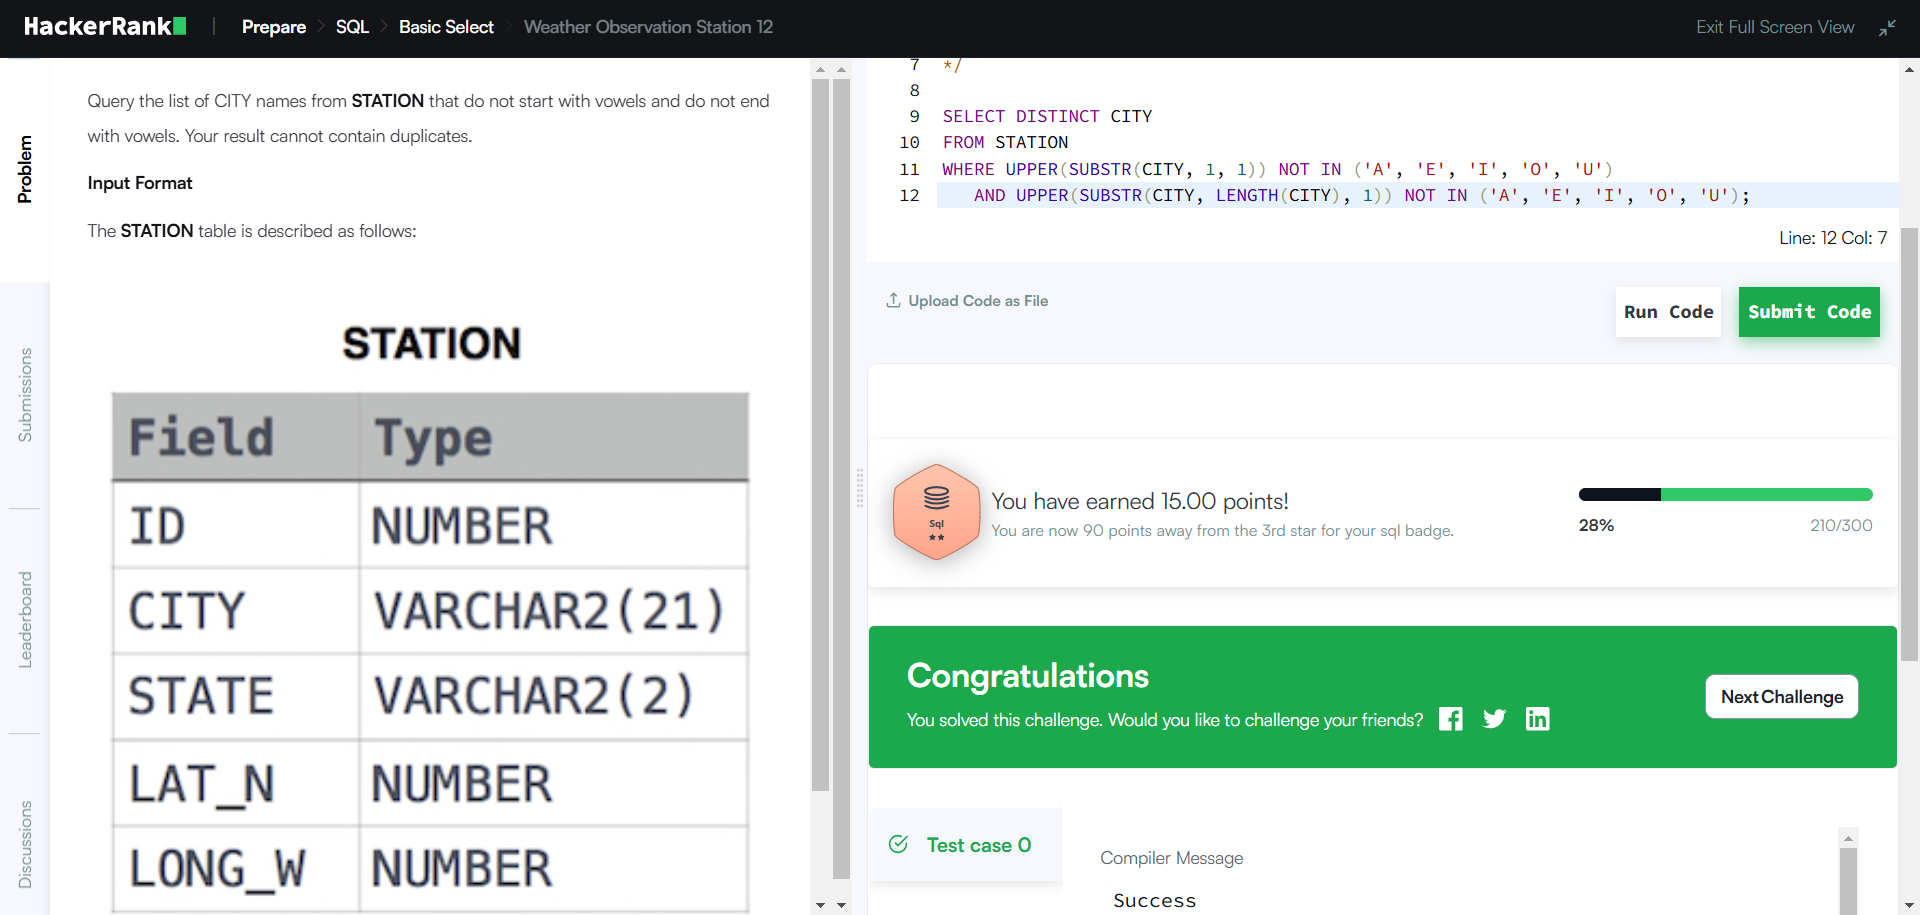 HackerRank
Prepare
SQL
Basic Select
Weather Observation Station 12
Exit Full Screen View
Problem
Submissions
Leaderboard
Discussions
Query the list of CITY names from STATION that do not start with vowels and do not end
with vowels. Your result cannot contain duplicates.
Input Format
The STATION table is described as follows:
STATION
Field Type
ID NUMBER
CITY VARCHAR2(21)
STATE VARCHAR2(2)
LAT_N NUMBER
LONG_W NUMBER
7 */
8
9 SELECT DISTINCT CITY
10 FROM STATION
11 WHERE UPPER(SUBSTR(CITY, 1, 1)) NOT IN ('A', 'E', 'I', 'O', 'U')
12 AND UPPER(SUBSTR(CITY, LENGTH(CITY), 1)) NOT IN ('A', 'E', 'I', 'O', 'U');
Line: 12 Col: 7
Upload Code as File
Run Code
Submit Code
Sql
You have earned 15.00 points!
You are now 90 points away from the 3rd star for your sql badge.
28%
210/300
Congratulations
You solved this challenge. Would you like to challenge your friends?
Next Challenge
Test case 0
Compiler Message
Success